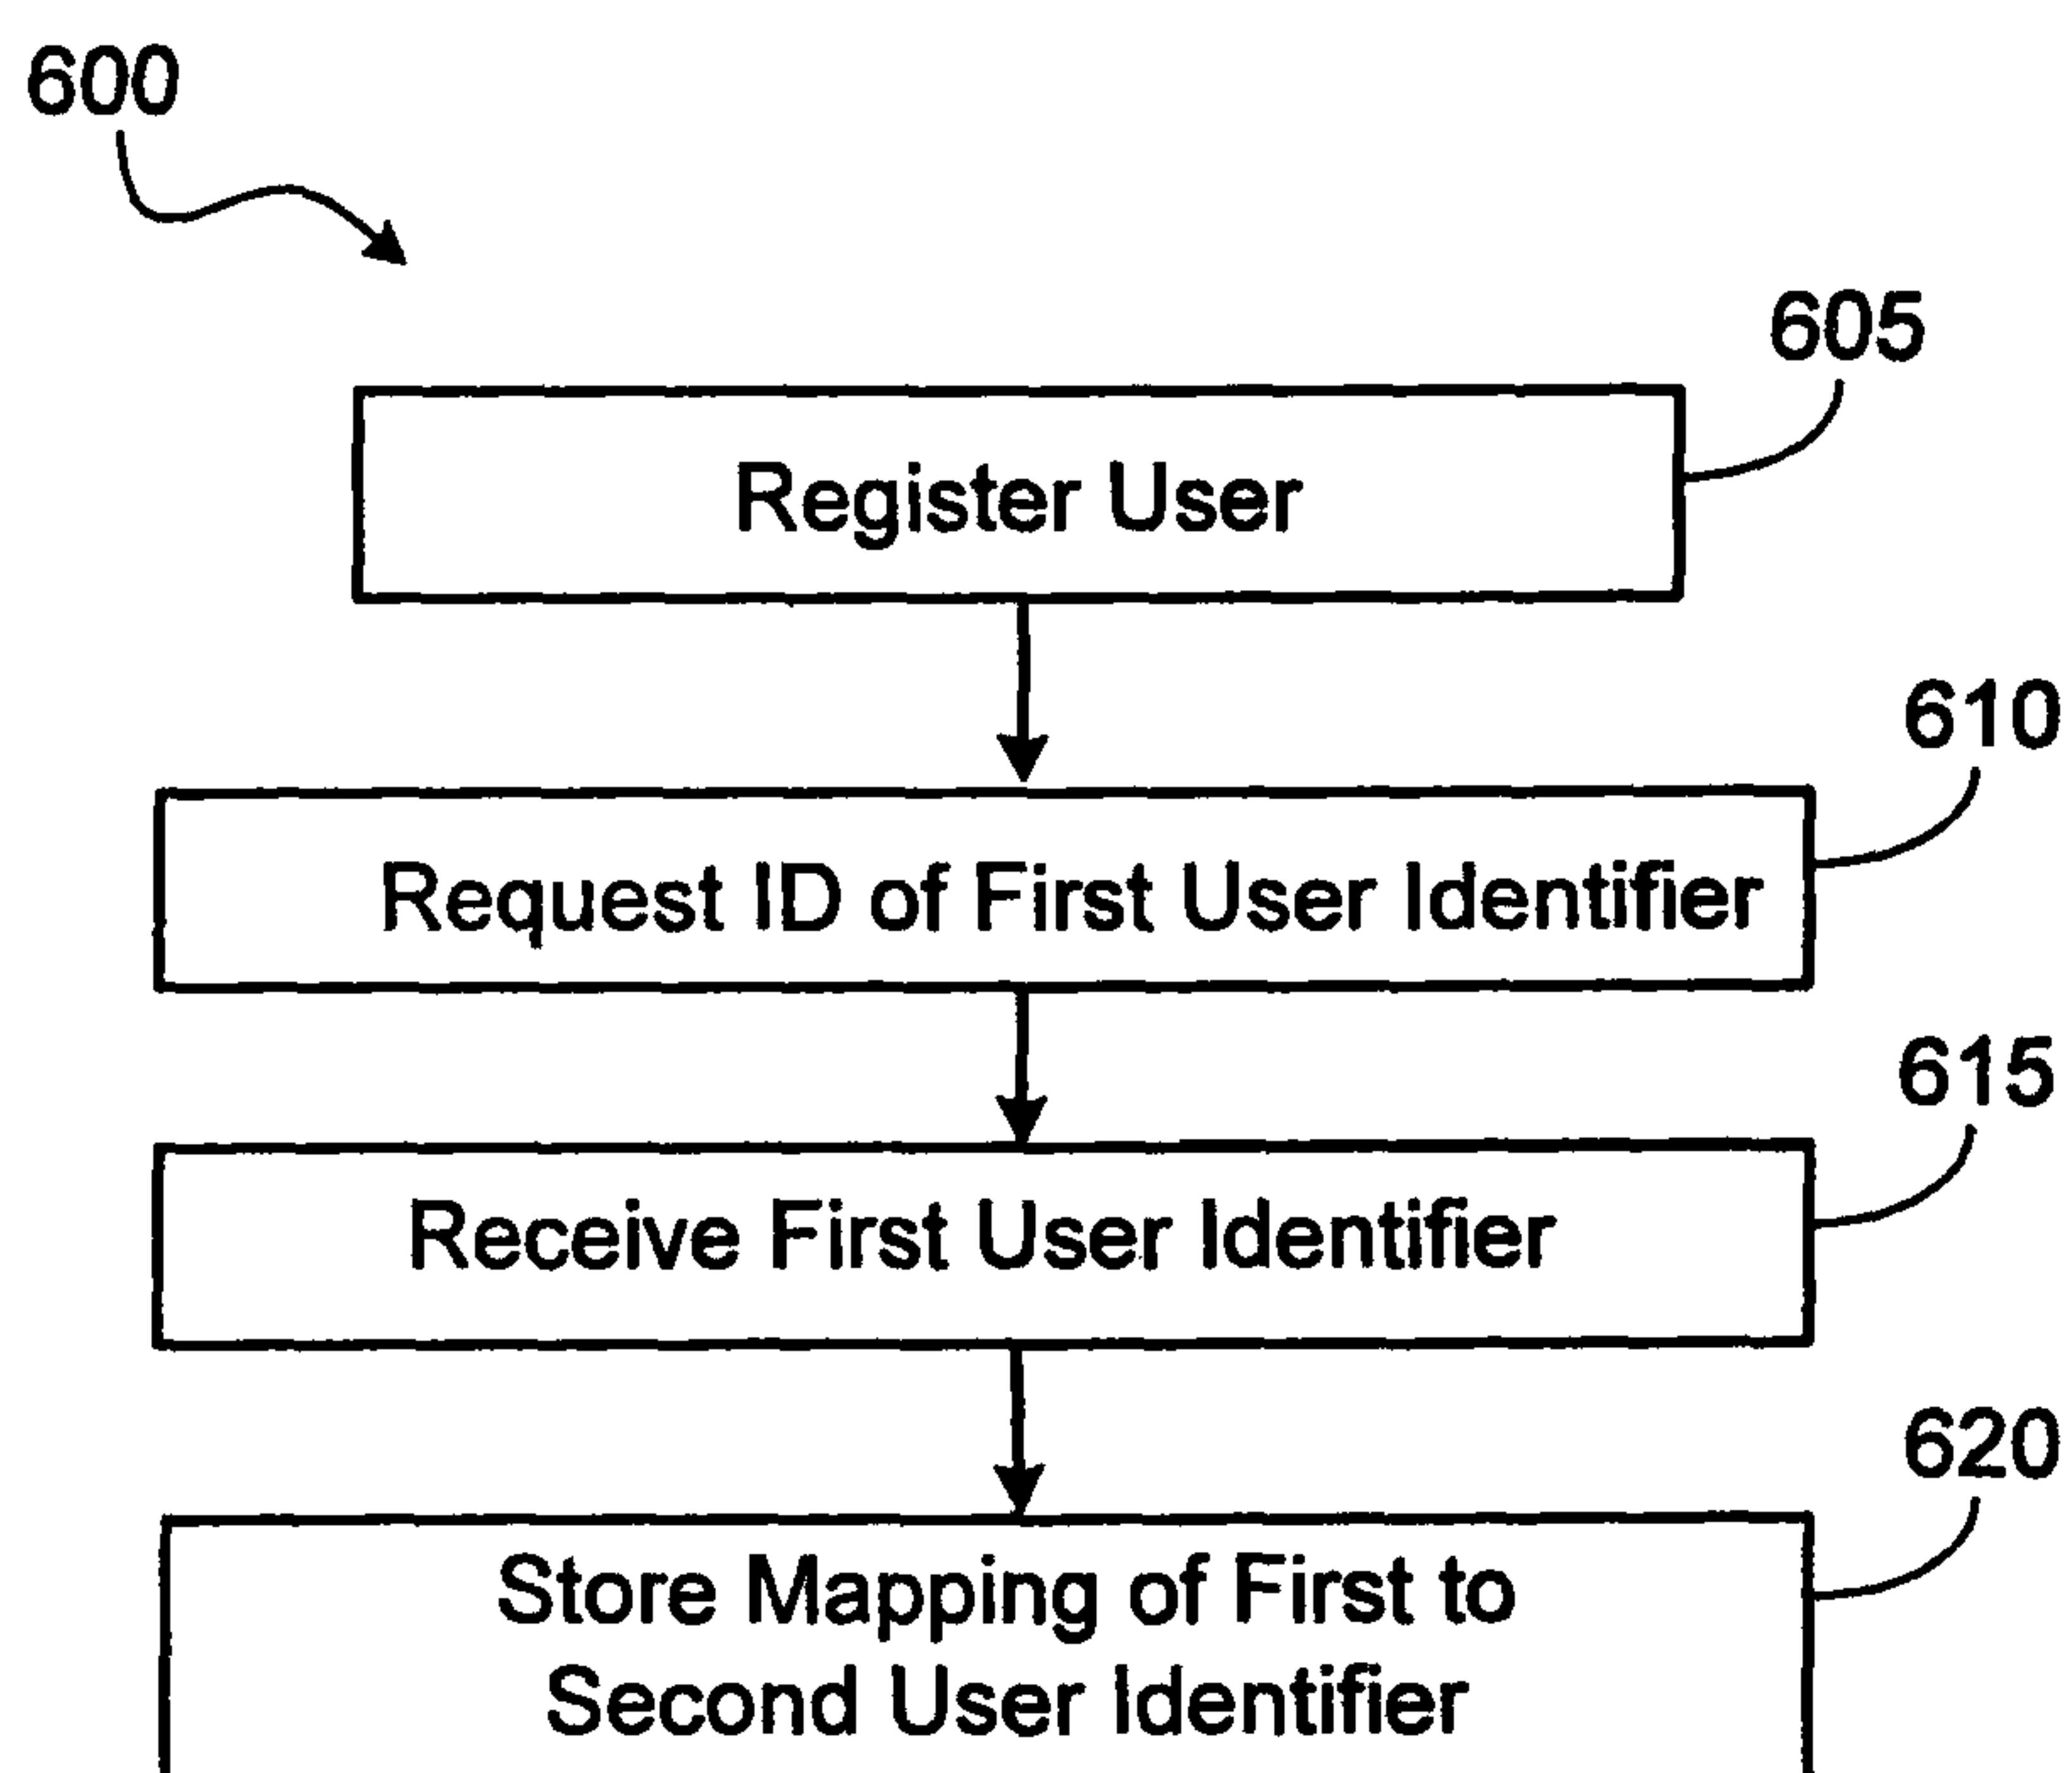 600
605
Register User
610
Request ID of First User Identifier
615
Receive First User Identifier
620
Store Mapping of First to
Second User Identifier